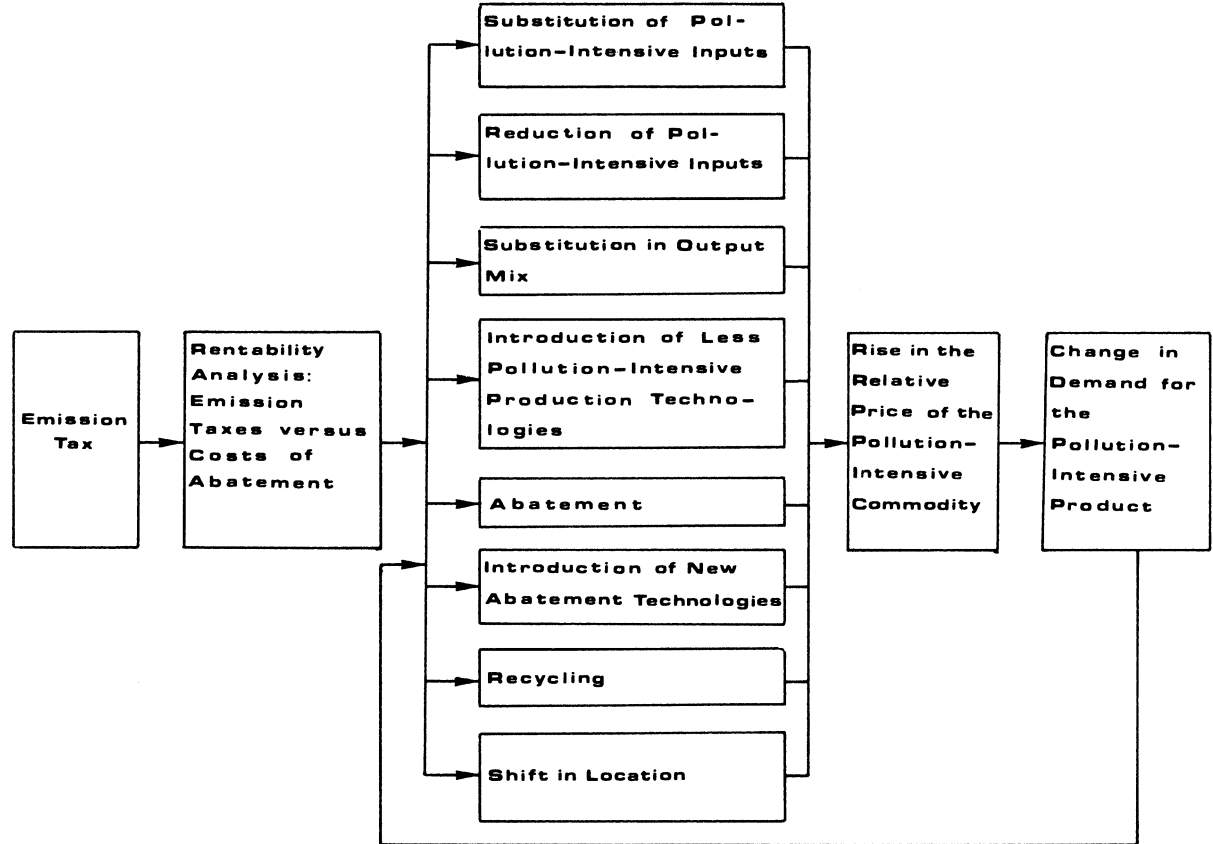 Emission
Tax
Rentability
Analysis:
Emission
Taxes versus
Costs of
Abatement
Substitution of Pol-
lution-Intensive Inputs
Reduction of Pol-
lution-Intensive Inputs
Substitution in Output
Mix
Introduction of Less
Pollution-Intensive
Production Techno-
logies
Abatement
Introduction of New
Abatement Technologies
Recycling
Shift in Location
Rise in the
Relative
Price of the
Pollution-
Intensive
Commodity
Change in
Demand for
the
Pollution-
Intensive
Product